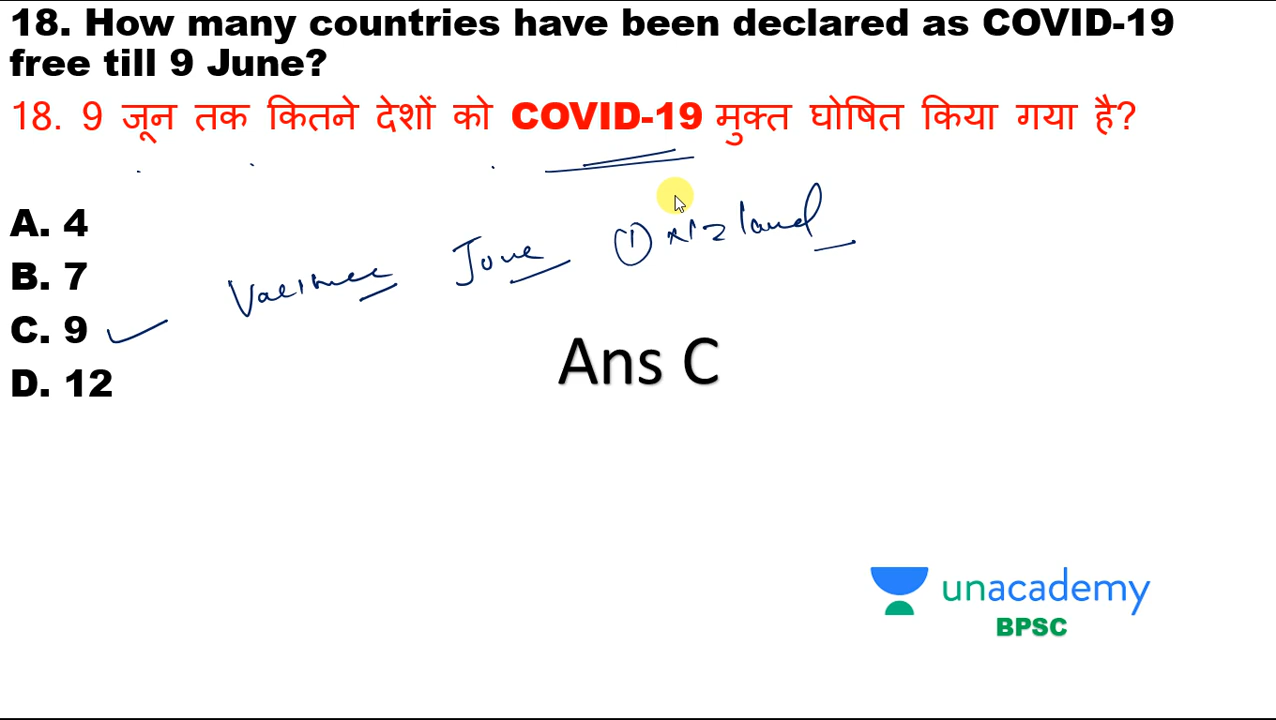 18. How many countries have been declared as COVID-19
free till 9 June?
18. 9 जून तक कितने देशों को COVID-19 मुक्त घोषित किया गया है?
A. 4
B. 7
C. 9
D. 12
June
Ans C
unacademy
BPSC